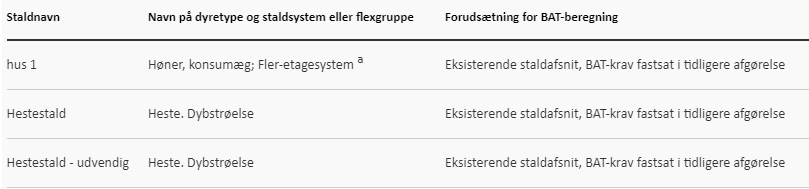 Staldnavn Navn på dyretype og staldsystem eller flexgruppe Forudsætning for BAT-beregning
hus 1 Høner, konsumæg; Fler-etagesystem a Eksisterende staldafsnit, BAT-krav fastsat i tidligere afgørelse
Hestestald Heste. Dybstrøelse Eksisterende staldafsnit, BAT-krav fastsat i tidligere afgørelse
Hestestald - udvendig Heste. Dybstrøelse Eksisterende staldafsnit, BAT-krav fastsat i tidligere afgørelse